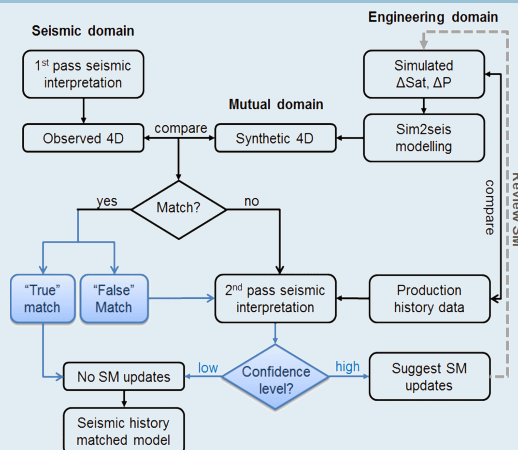 Engineering domain
Seismic domain
1st pass seismic
interpretation
Simulated
ΔSat, ΔP
Mutual domain
Observed 4D
compare
Synthetic 4D
Sim2seis
modelling
Review SM
compare
yes
Match?
no
"True"
match
"False"
Match
2nd pass seismic
interpretation
Production
history data
No SM updates
low
Confidence
level?
high
Suggest SM
updates
Seismic history
matched model